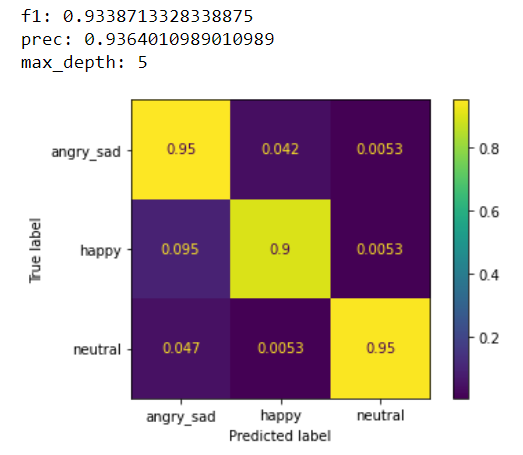 f1: 0.9338713328338875
prec: 0.9364010989010989
max_depth: 5
angry_sad 0.95 0.042 0.0053
happy 0.095 0.9 0.0053
neutral 0.047 0.0053 0.95
angry_sad happy neutral
True label
Predicted label
0.8
0.6
0.4
0.2